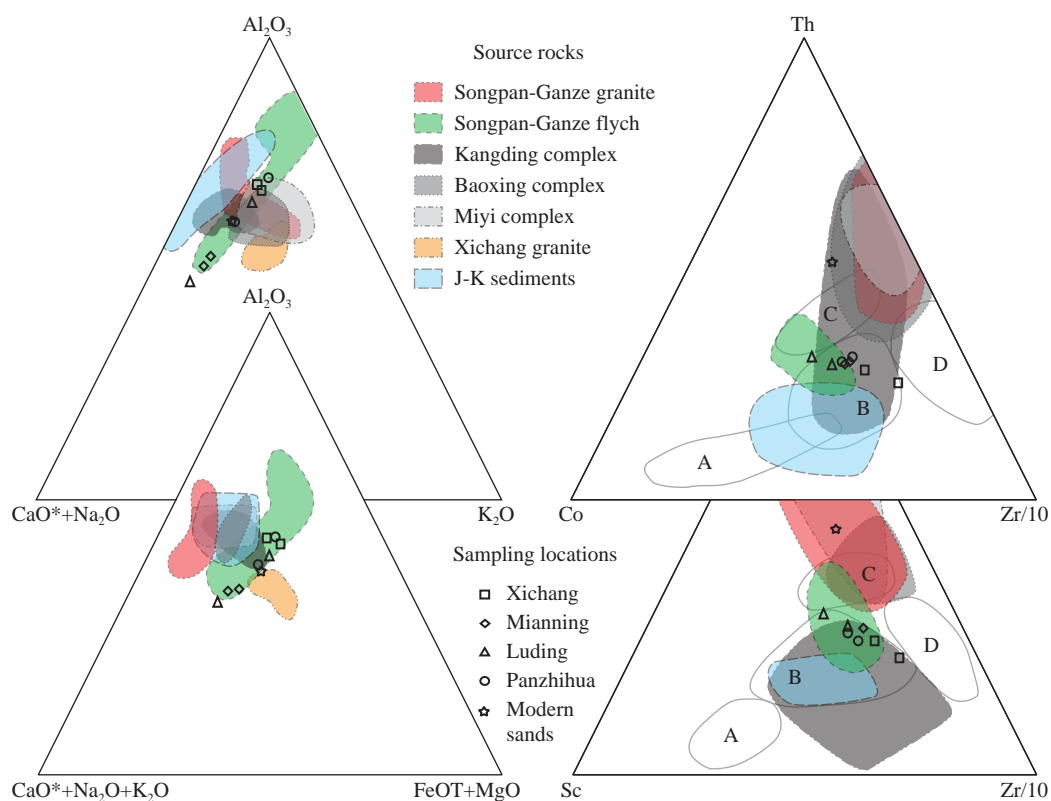 Al₂O₃
Th
Source rocks
Songpan-Ganze granite
Songpan-Ganze flych
Kangding complex
Baoxing complex
Miyi complex
Xichang granite
J-K sediments
Al₂O₃
C
D
B
A
CaO*+Na₂O
K₂O
Co
Zr/10
Sampling locations
Xichang
Mianning
Luding
Panzhihua
Modern
sands
C
D
B
A
CaO*+Na₂O+K₂O
FeOT+MgO
Sc
Zr/10